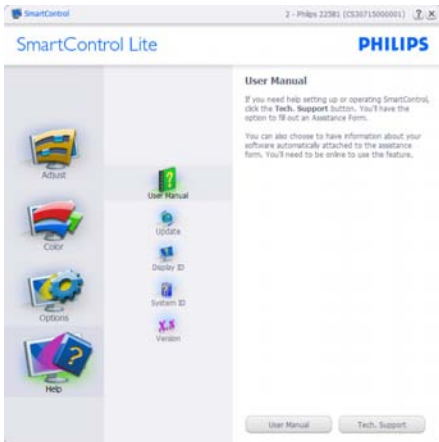 SmartControl
2 - Philips 225B1 (CS30715000001)
? X
SmartControl Lite
PHILIPS
Adjust
Color
Options
Help
User Manual
Update
Display ID
System ID
Version
User Manual
If you need help setting up or operating SmartControl,
click the Tech. Support button. You'll have the
option to fill out an Assistance Form.
You can also choose to have information about your
software automatically attached to the assistance
form. You'll need to be online to use the feature.
User Manual
Tech. Support